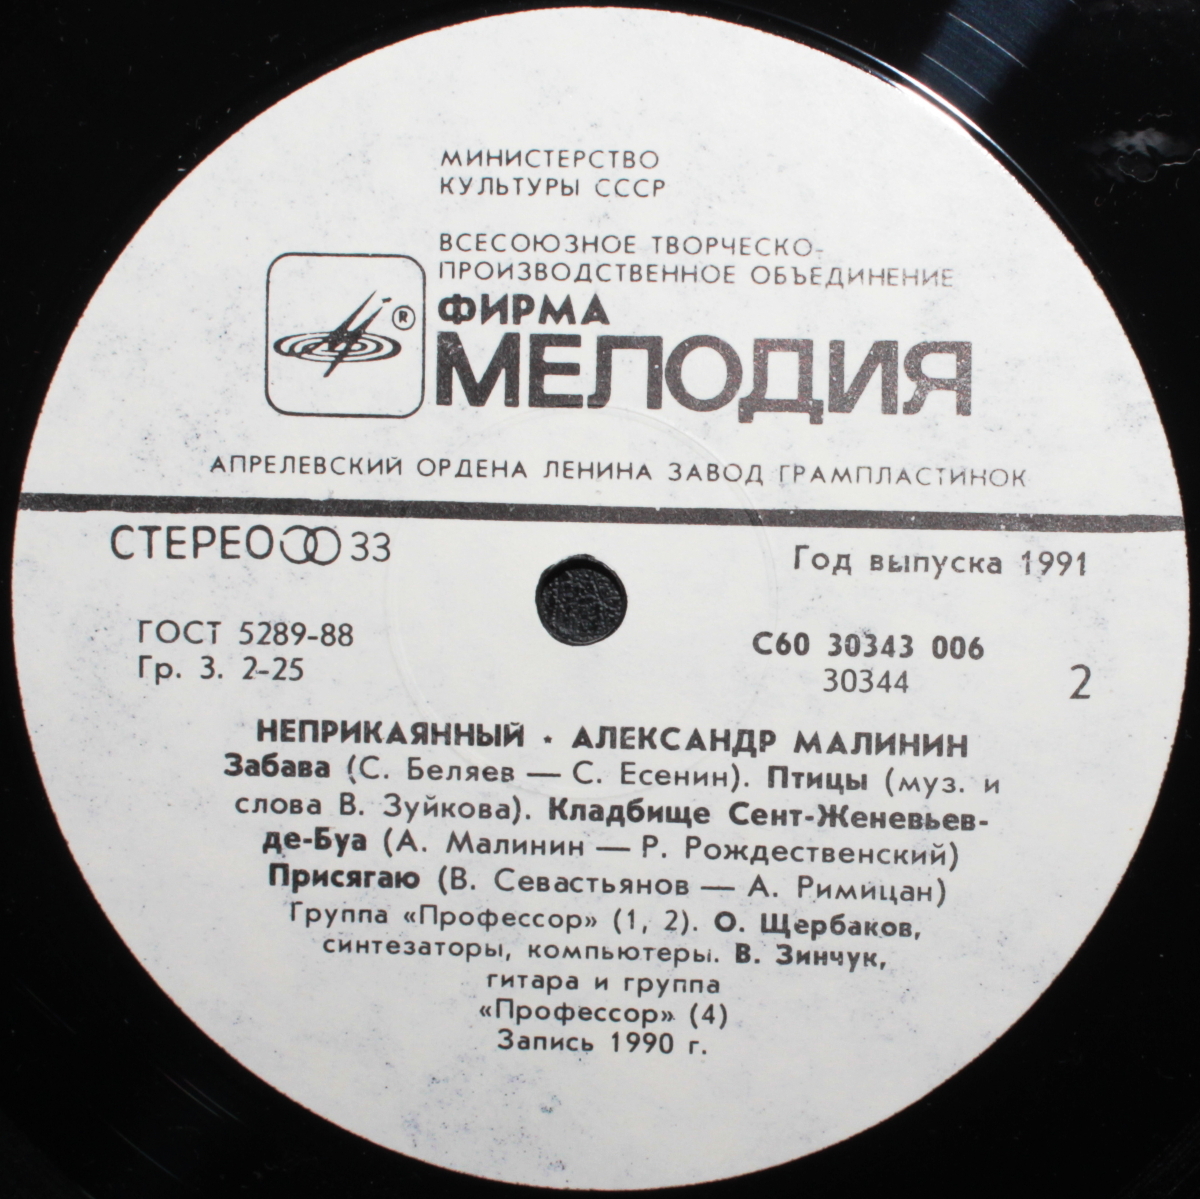 МИНИСТЕРСТВО
КУЛЬТУРЫ СССР
ВСЕСОЮЗНОЕ ТВОРЧЕСКО-
ПРОИЗВОДСТВЕННОЕ ОБЪЕДИНЕНИЕ
®
ФИРМА
МЕЛОДИЯ
АПРЕЛЕВСКИЙ ОРДЕНА ЛЕНИНА ЗАВОД ГРАМПЛАСТИНОК
СТЕРЕО 33
Год выпуска 1991
ГОСТ 5289-88
Гр. 3. 2-25
С60 30343 006
30344
2
НЕПРИКАЯННЫЙ · АЛЕКСАНДР МАЛИНИН
Забава (С. Беляев — С. Есенин). Птицы (муз. и
слова В. Зуйкова). Кладбище Сент-Женевьев-
де-Буа (А. Малинин — Р. Рождественский)
Присягаю (В. Севастьянов — А. Римицан)
Группа «Профессор» (1, 2). О. Щербаков,
синтезаторы, компьютеры. В. Зинчук,
гитара и группа
«Профессор» (4)
Запись 1990 г.